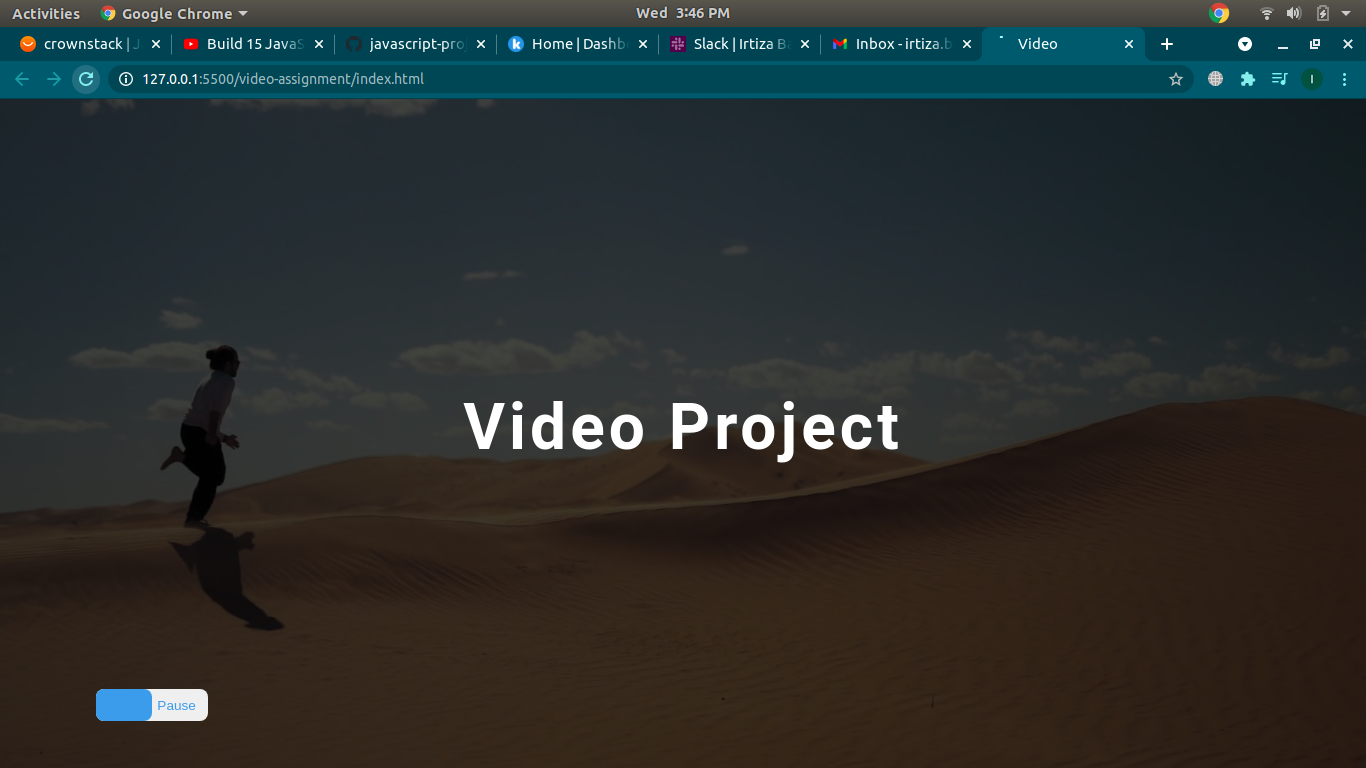 Activities Google Chrome Wed 3:46 PM
crownstack | J Build 15 JavaS javascript-pro Home | Dashb Slack | Irtiza Ba Inbox - irtiza.b Video
127.0.0.1:5500/video-assignment/index.html I
Video Project
Pause